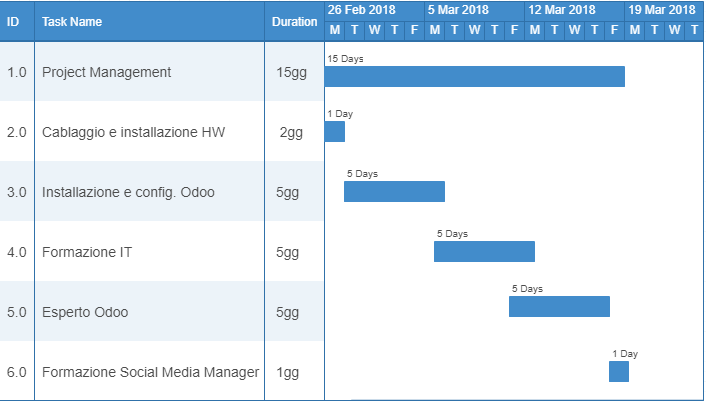 ID Task Name Duration 26 Feb 2018 5 Mar 2018 12 Mar 2018 19 Mar 2018
M T W T F M T W T F M T W T F M T W T
15 Days
1.0 Project Management 15gg
1 Day
2.0 Cablaggio e installazione HW 2gg
5 Days
3.0 Installazione e config. Odoo 5gg
5 Days
4.0 Formazione IT 5gg
5 Days
5.0 Esperto Odoo 5gg
1 Day
6.0 Formazione Social Media Manager 1gg